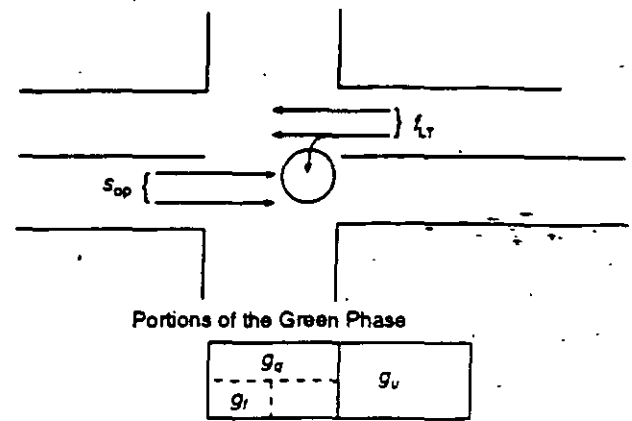 f_LT
s_op
Portions of the Green Phase
g_q
g_u
g_f